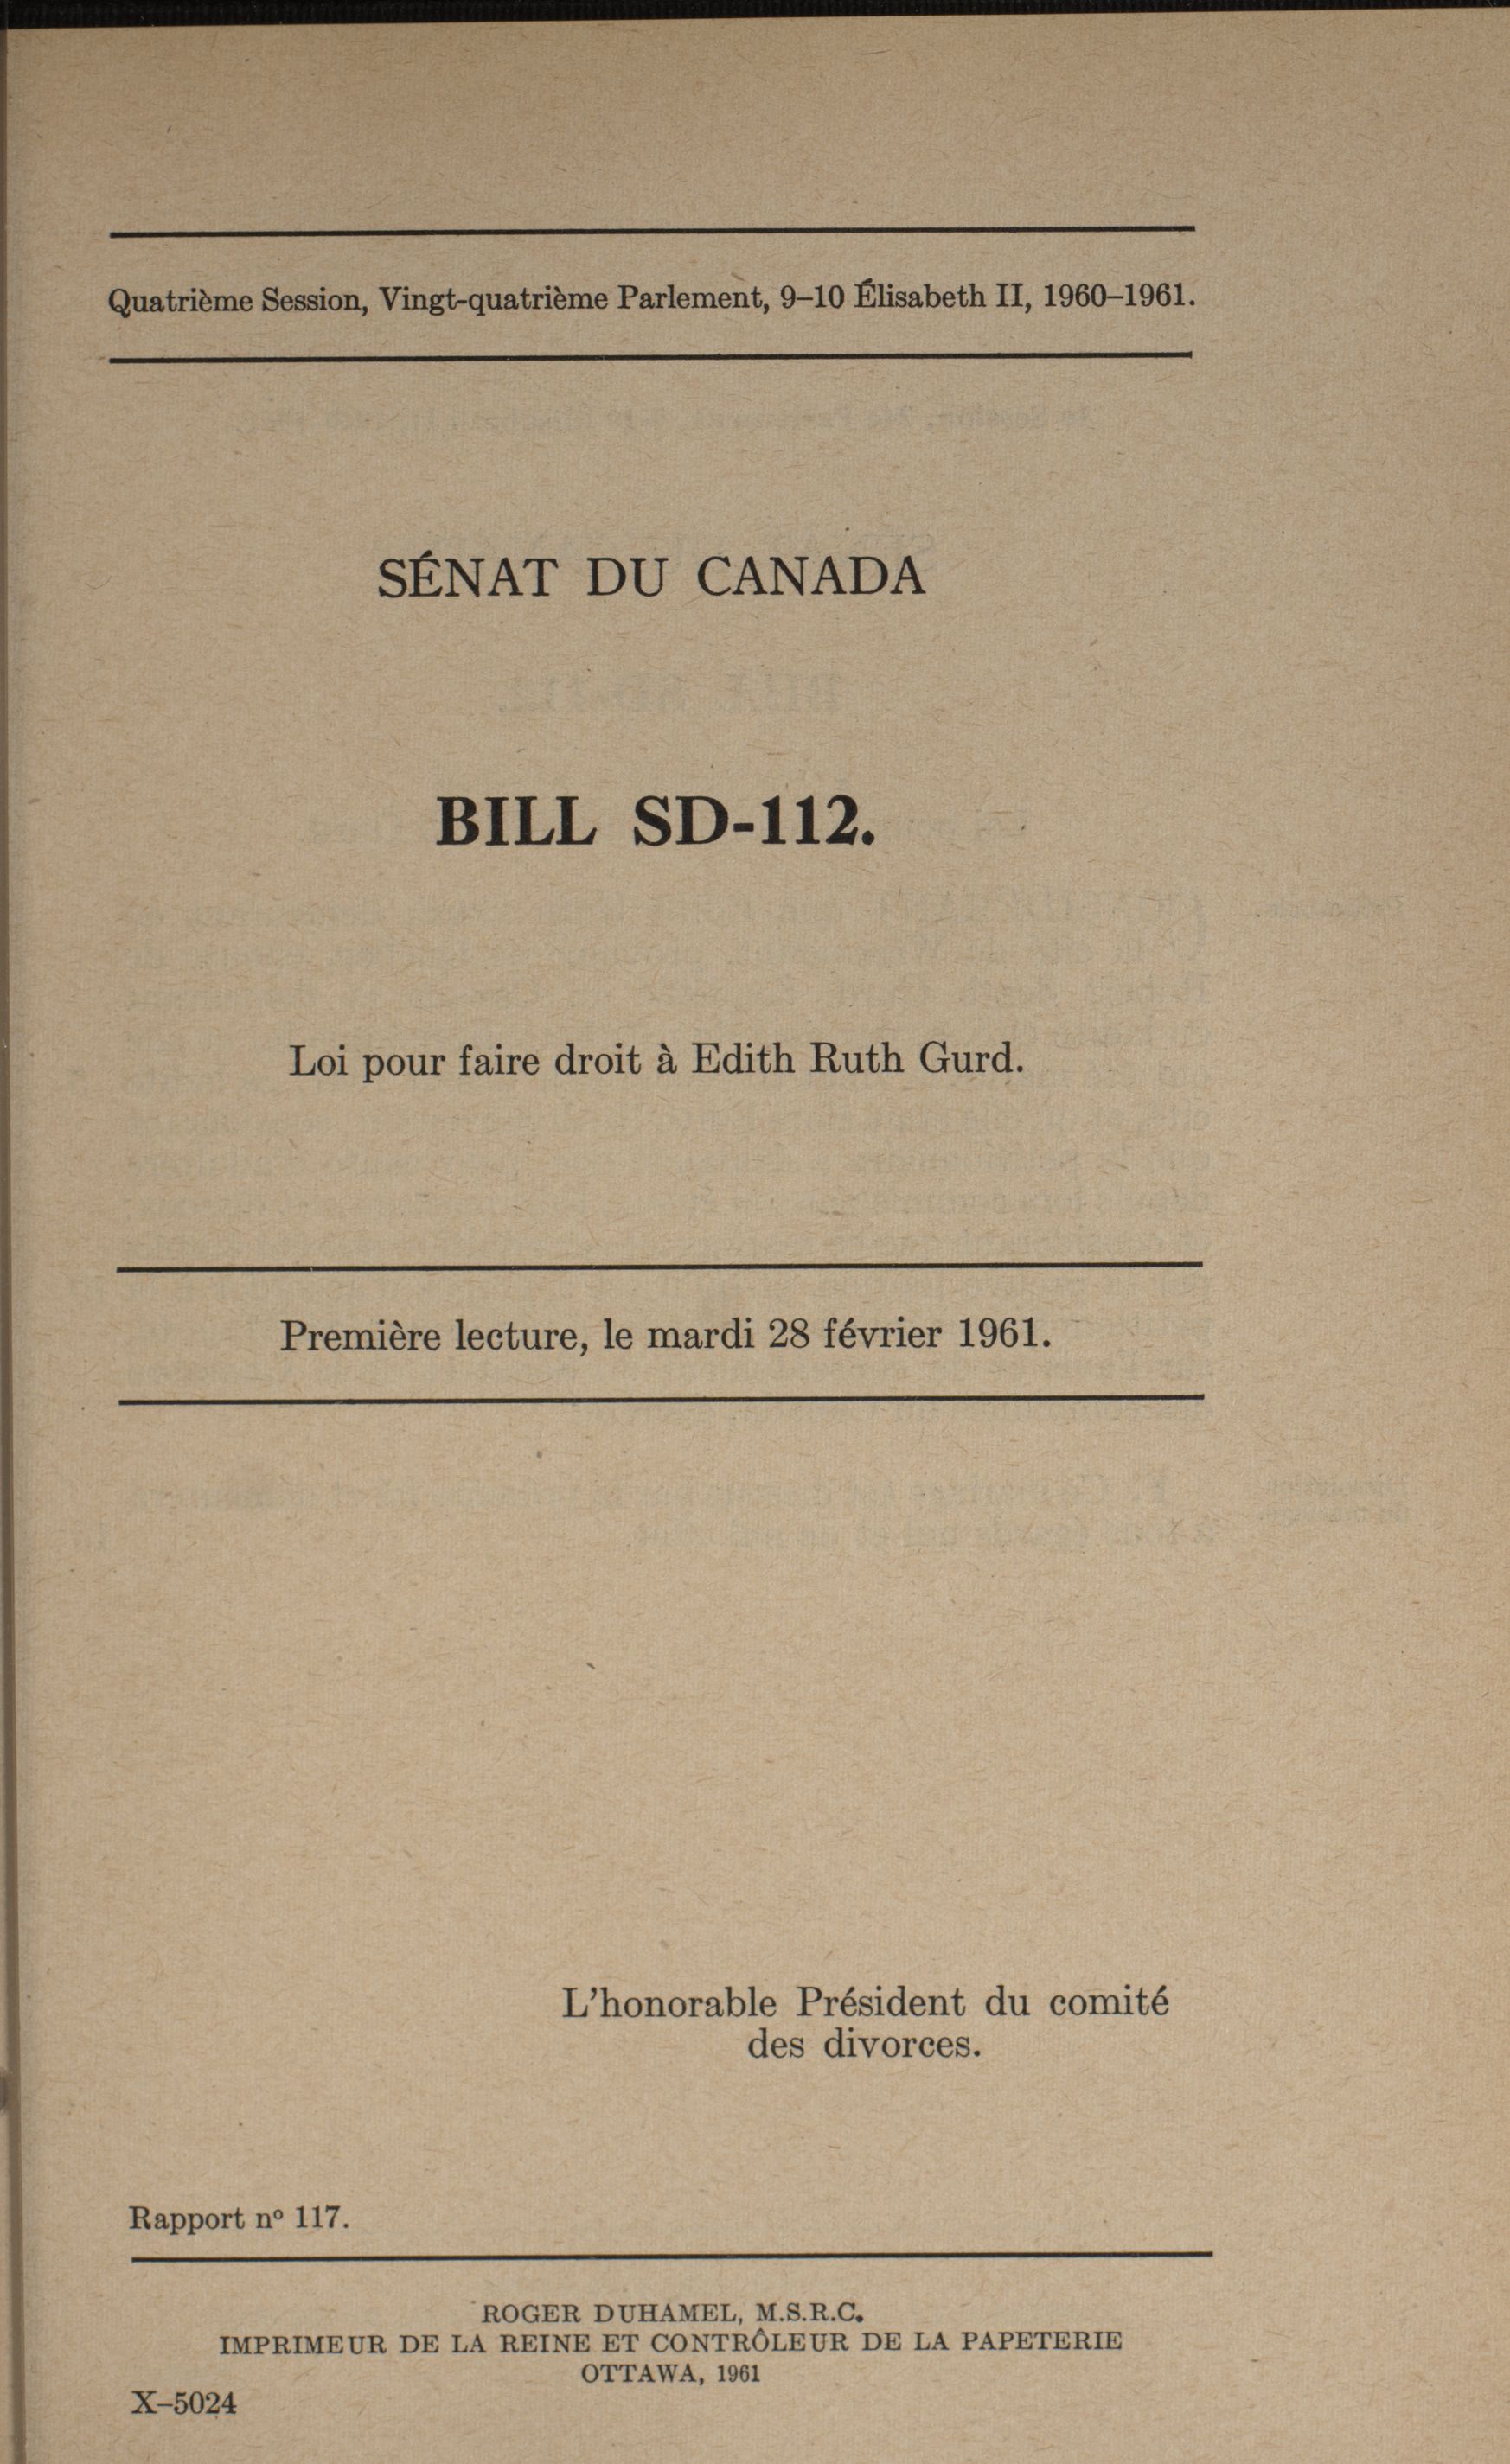 Quatrième Session, Vingt-quatrième Parlement, 9–10 Élisabeth II, 1960–1961.
SÉNAT DU CANADA
BILL SD-112.
Loi pour faire droit à Edith Ruth Gurd.
Première lecture, le mardi 28 février 1961.
L'honorable Président du comité
des divorces.
Rapport nº 117.
ROGER DUHAMEL, M.S.R.C.
IMPRIMEUR DE LA REINE ET CONTRÔLEUR DE LA PAPETERIE
OTTAWA, 1961
X–5024